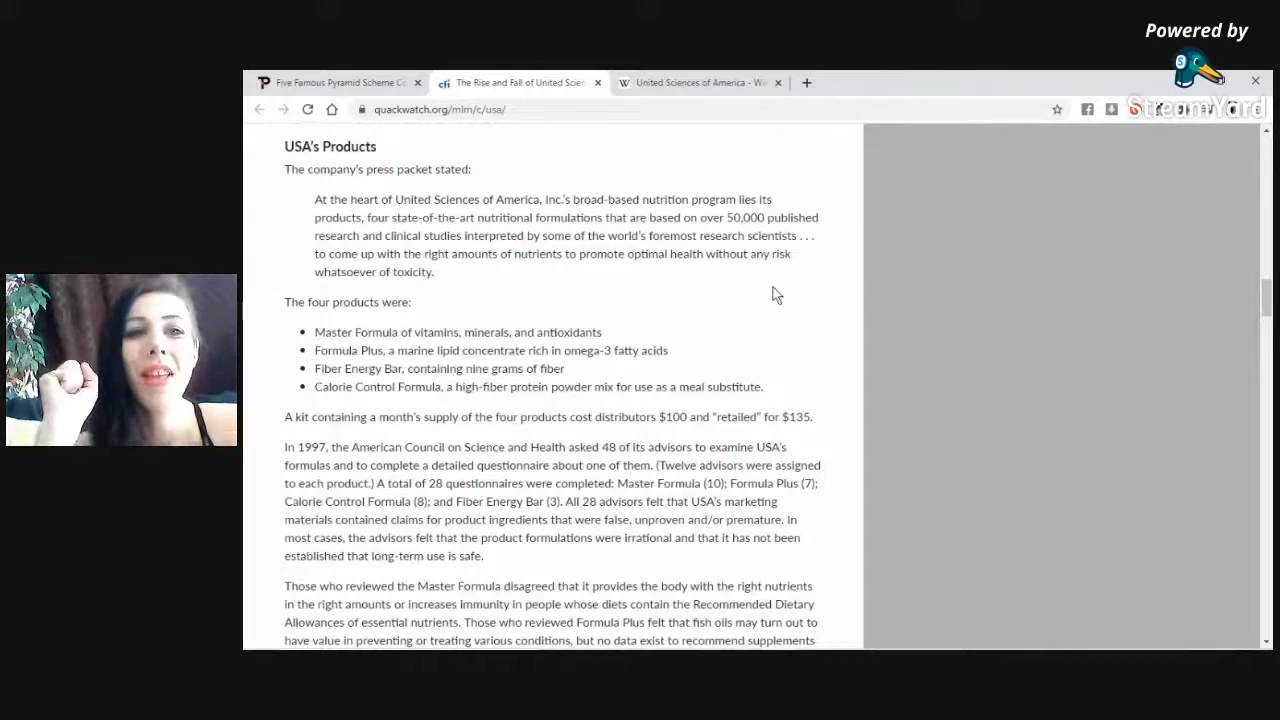 Powered by
StreamYard
Five Famous Pyramid Scheme Co
The Rise and Fall of United Scien
United Sciences of America - Wi
quackwatch.org/mlm/c/usa/
USA's Products
The company's press packet stated:
At the heart of United Sciences of America, Inc.'s broad-based nutrition program lies its
products, four state-of-the-art nutritional formulations that are based on over 50,000 published
research and clinical studies interpreted by some of the world's foremost research scientists . . .
to come up with the right amounts of nutrients to promote optimal health without any risk
whatsoever of toxicity.
The four products were:
• Master Formula of vitamins, minerals, and antioxidants
• Formula Plus, a marine lipid concentrate rich in omega-3 fatty acids
• Fiber Energy Bar, containing nine grams of fiber
• Calorie Control Formula, a high-fiber protein powder mix for use as a meal substitute.
A kit containing a month's supply of the four products cost distributors $100 and "retailed" for $135.
In 1997, the American Council on Science and Health asked 48 of its advisors to examine USA's
formulas and to complete a detailed questionnaire about one of them. (Twelve advisors were assigned
to each product.) A total of 28 questionnaires were completed: Master Formula (10); Formula Plus (7);
Calorie Control Formula (8); and Fiber Energy Bar (3). All 28 advisors felt that USA's marketing
materials contained claims for product ingredients that were false, unproven and/or premature. In
most cases, the advisors felt that the product formulations were irrational and that it has not been
established that long-term use is safe.
Those who reviewed the Master Formula disagreed that it provides the body with the right nutrients
in the right amounts or increases immunity in people whose diets contain the Recommended Dietary
Allowances of essential nutrients. Those who reviewed Formula Plus felt that fish oils may turn out to
have value in preventing or treating various conditions, but no data exist to recommend supplements